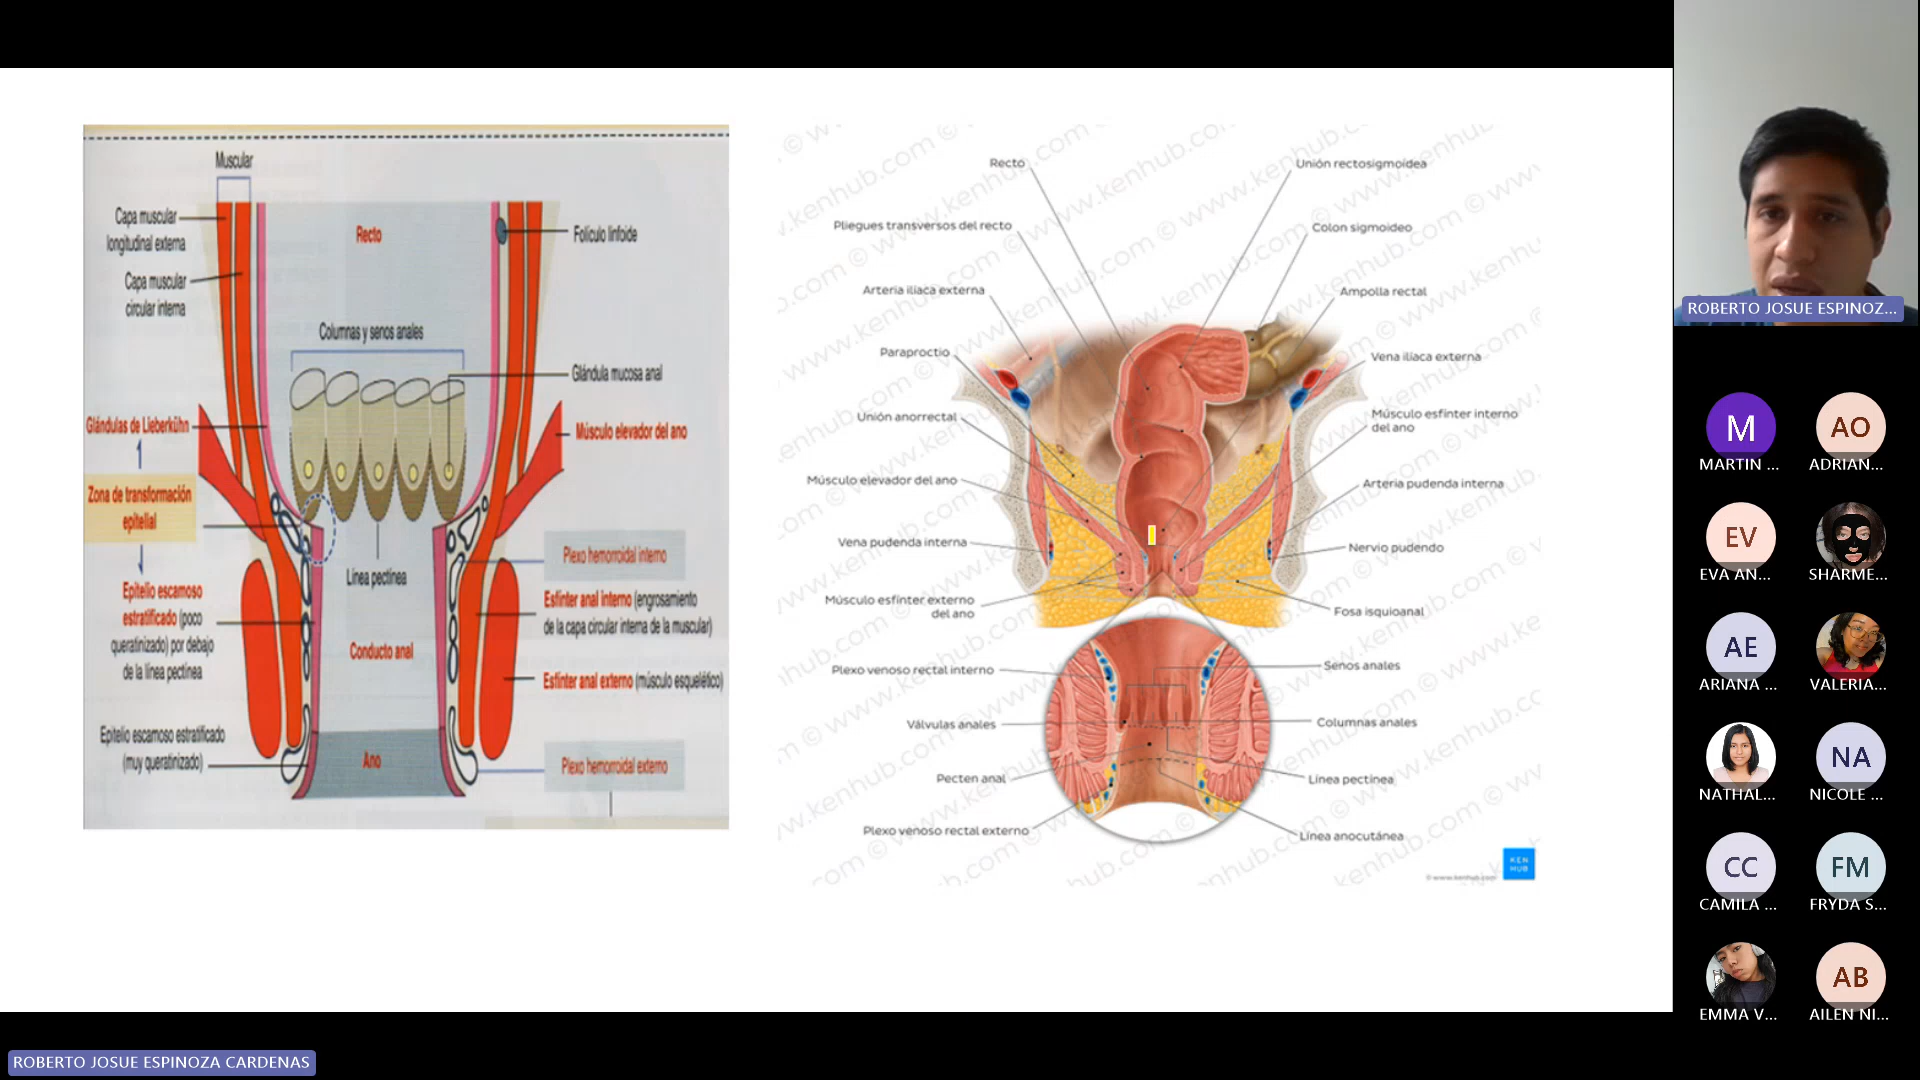 Muscular
Capa muscular
longitudinal externa
Capa muscular
circular interna
Recto
Folículo linfoide
Columnas y senos anales
Glándula mucosa anal
Glándulas de Lieberkühn
Músculo elevador del ano
Zona de transformación
epitelial
Línea pectínea
Plexo hemorroidal interno
Epitelio escamoso
estratificado (poco
queratinizado) por debajo
de la línea pectínea
Esfínter anal interno (engrosamiento
de la capa circular interna de la muscular)
Conducto anal
Esfínter anal externo (músculo esquelético)
Epitelio escamoso estratificado
(muy queratinizado)
Ano
Plexo hemorroidal externo
Recto
Unión rectosigmoidea
Pliegues transversos del recto
Colon sigmoideo
Arteria ilíaca externa
Ampolla rectal
Paraproctio
Vena ilíaca externa
Unión anorrectal
Músculo esfínter interno
del ano
Músculo elevador del ano
Arteria pudenda interna
Vena pudenda interna
Nervio pudendo
Músculo esfínter externo
del ano
Fosa isquioanal
Plexo venoso rectal interno
Senos anales
Válvulas anales
Columnas anales
Pecten anal
Línea pectínea
Plexo venoso rectal externo
Línea anocutánea
© www.kenhub.com
KEN
HUB
ROBERTO JOSUE ESPINOZ...
M
MARTIN ...
AO
ADRIAN...
EV
EVA AN...
SHARME...
AE
ARIANA ...
VALERIA...
NATHAL...
NA
NICOLE ...
CC
CAMILA ...
FM
FRYDA S...
EMMA V...
AB
AILEN NI...
ROBERTO JOSUE ESPINOZA CARDENAS